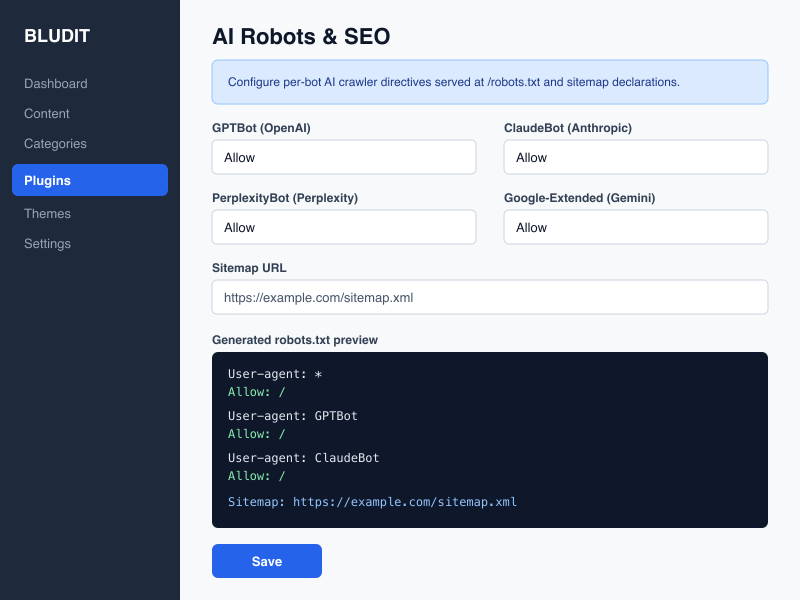 BLUDIT
Dashboard
Content
Categories
Plugins
Themes
Settings
AI Robots & SEO
Configure per-bot AI crawler directives served at /robots.txt and sitemap declarations.
GPTBot (OpenAI)
Allow
ClaudeBot (Anthropic)
Allow
PerplexityBot (Perplexity)
Allow
Google-Extended (Gemini)
Allow
Sitemap URL
https://example.com/sitemap.xml
Generated robots.txt preview
User-agent: *
Allow: /
User-agent: GPTBot
Allow: /
User-agent: ClaudeBot
Allow: /
Sitemap: https://example.com/sitemap.xml
Save